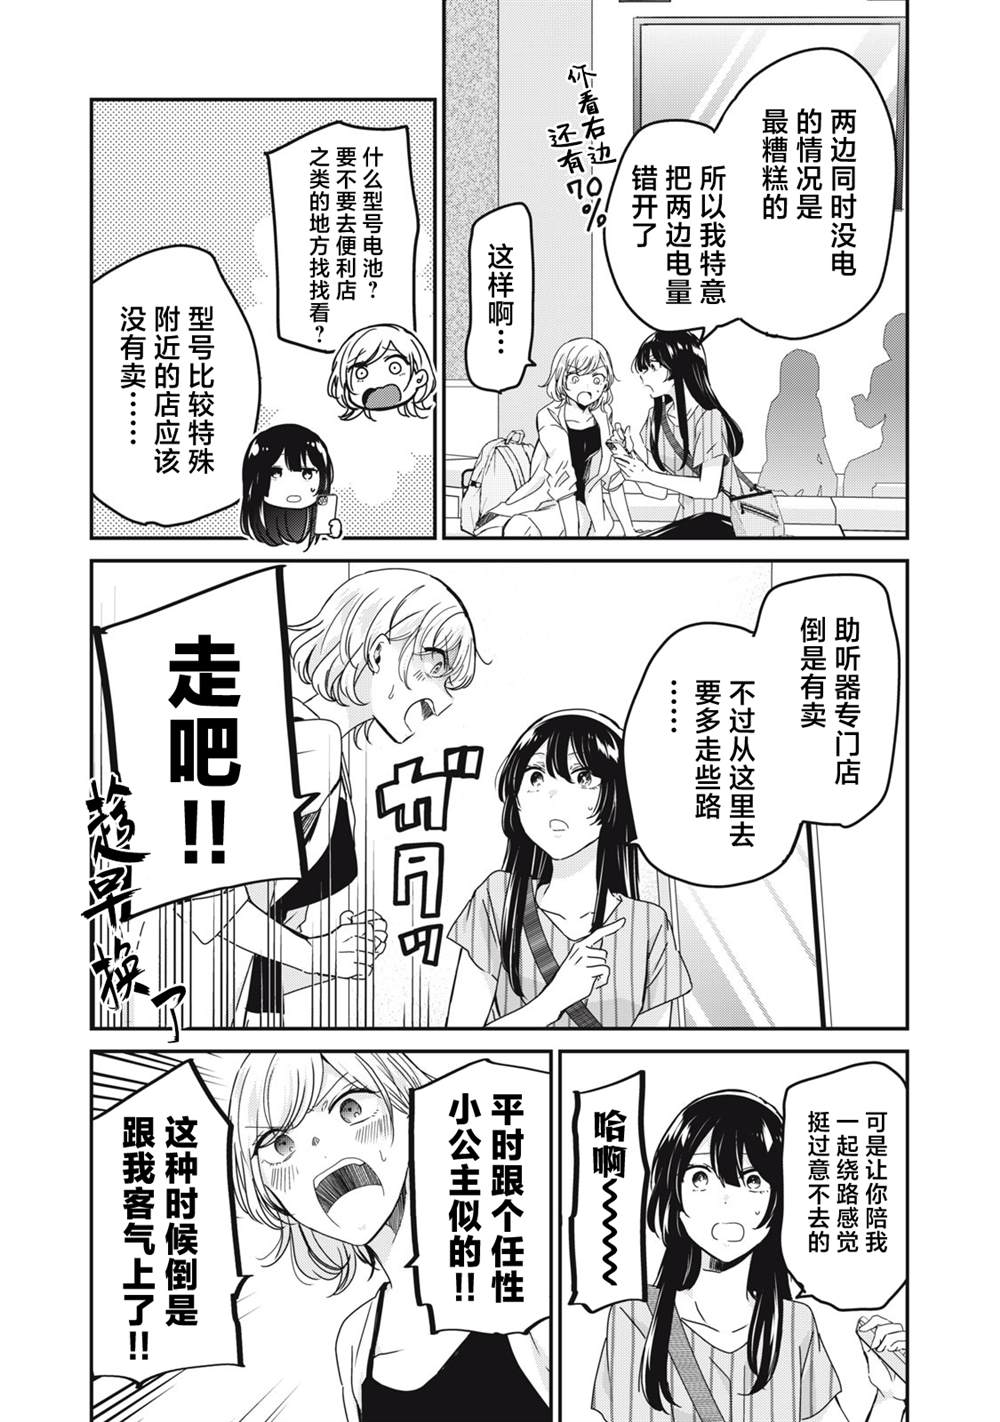 两边同时没电
的情况是
最糟糕的
所以我特意
把两边电量
错开了
你看右边
还有70%
这样啊…
什么型号电池？
要不要去便利店
之类的地方找找看？
型号比较特殊
附近的店应该
没有卖……
助听器专门店
倒是有卖
不过从这里去
要多走些路
……
ガタッ
走吧!!
趁早换了
可是让你陪我
一起绕路感觉
挺过意不去的
哈啊
平时跟个任性
小公主似的!!
这种时候倒是
跟我客气上了!!